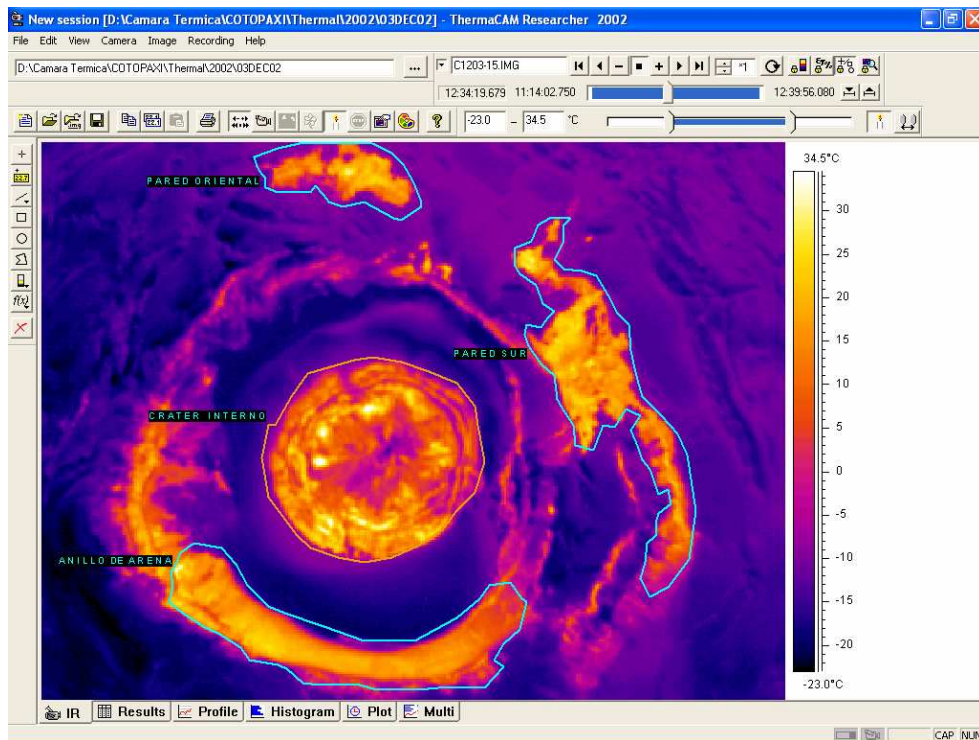 New session [D:\Camara Termica\COTOPAXI\Thermal\2002\03DEC02] - ThermaCAM Researcher 2002
File Edit View Camera Image Recording Help
D:\Camara Termica\COTOPAXI\Thermal\2002\03DEC02 ... C1203-15.IMG
12:34:19.679 11:14:02.750 12:39:56.080
-23.0 - 34.5 °C
34.5°C
PARED ORIENTAL
30
20
PARED SUR
15
10
CRATER INTERNO
5
0
-5
ANILLO DE ARENA
-10
-15
-20
-23.0°C
IR Results Profile Histogram Plot Multi
CAP NUM